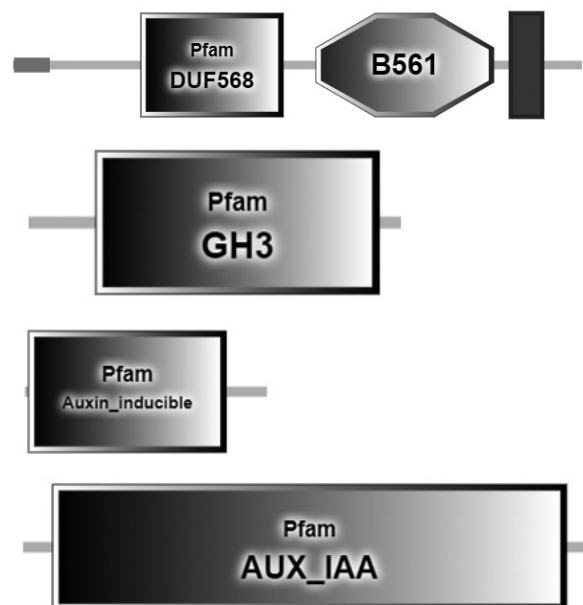 Pfam
DUF568
B561
Pfam
GH3
Pfam
Auxin_inducible
Pfam
AUX_IAA